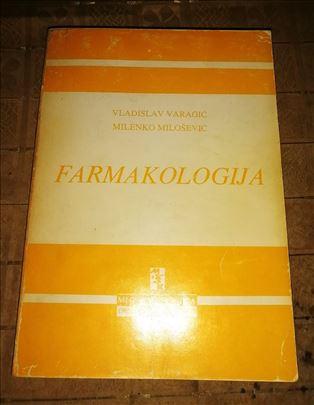 VLADISLAV VARAGIĆ
MILENKO MILOŠEVIĆ
FARMAKOLOGIJA